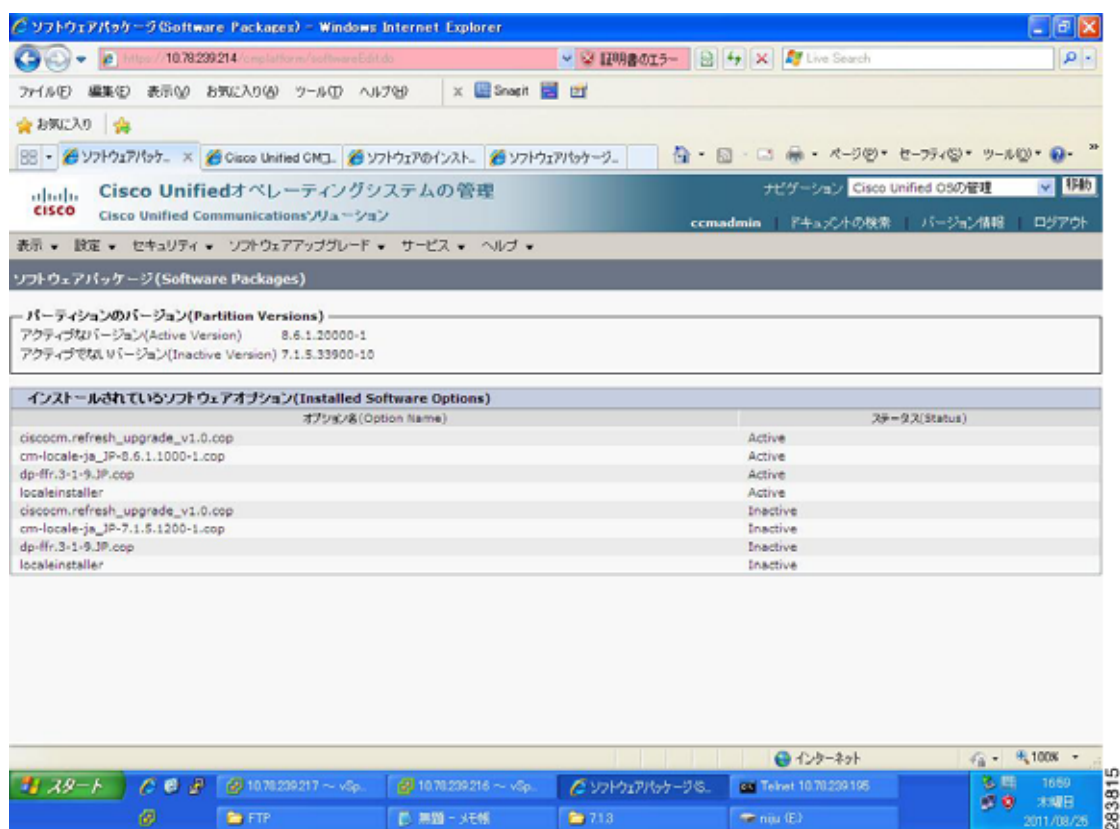 ソフトウェアパッケージ(Software Packages) - Windows Internet Explorer
https://10.78.239.214/cmplatform/softwareEdit.do 証明書のエラー Live Search
ファイル(F) 編集(E) 表示(V) お気に入り(A) ツール(T) ヘルプ(H) x Snagit
お気に入り
ソフトウェアパッケ... x Cisco Unified CMコ... ソフトウェアのインスト... ソフトウェアパッケージ... ページ(P) セーフティ(S) ツール(O)
Cisco Unifiedオペレーティングシステムの管理 ナビゲーション Cisco Unified OSの管理 移動
CISCO Cisco Unified Communicationsソリューション
ccmadmin | ドキュメントの検索 | バージョン情報 | ログアウト
表示 設定 セキュリティ ソフトウェアアップグレード サービス ヘルプ
ソフトウェアパッケージ(Software Packages)
パーティションのバージョン(Partition Versions)
アクティブなバージョン(Active Version) 8.6.1.20000-1
アクティブでないバージョン(Inactive Version) 7.1.5.33900-10
インストールされているソフトウェアオプション(Installed Software Options)
オプション名(Option Name) ステータス(Status)
ciscocm.refresh_upgrade_v1.0.cop Active
cm-locale-ja_JP-8.6.1.1000-1.cop Active
dp-ffr.3-1-9.JP.cop Active
localeinstaller Active
ciscocm.refresh_upgrade_v1.0.cop Inactive
cm-locale-ja_JP-7.1.5.1200-1.cop Inactive
dp-ffr.3-1-9.JP.cop Inactive
localeinstaller Inactive
インターネット 100%
スタート 10.78.239.217 ～ vSp... 10.78.239.216 ～ vSp... ソフトウェアパッケージ(S... Telnet 10.78.239.195 16:59
FTP 無題 - メモ帳 7.1.3 niju (E:) 木曜日
2011/08/25
283815